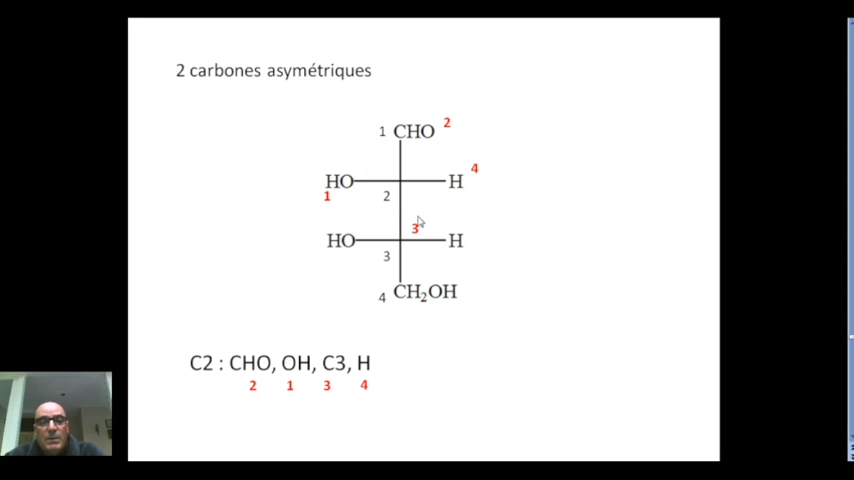 2 carbones asymétriques
1 CHO 2
HO H 4
1 2
3
HO H
3
4 CH₂OH
C2 : CHO, OH, C3, H
2 1 3 4